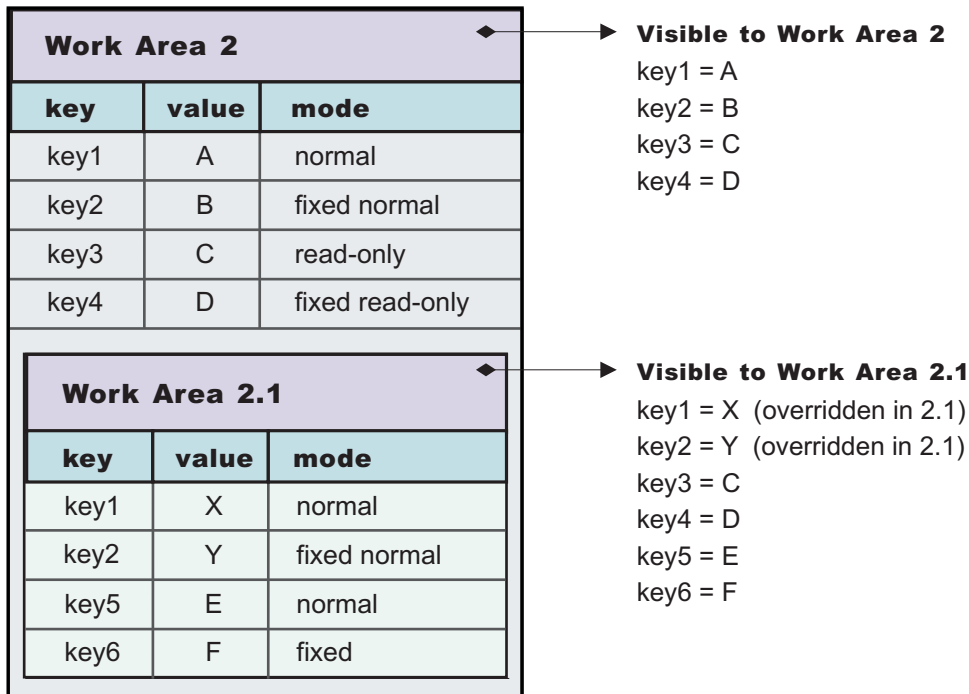 Work Area 2
key value mode
key1 A normal
key2 B fixed normal
key3 C read-only
key4 D fixed read-only
Visible to Work Area 2
key1 = A
key2 = B
key3 = C
key4 = D
Work Area 2.1
key value mode
key1 X normal
key2 Y fixed normal
key5 E normal
key6 F fixed
Visible to Work Area 2.1
key1 = X (overridden in 2.1)
key2 = Y (overridden in 2.1)
key3 = C
key4 = D
key5 = E
key6 = F